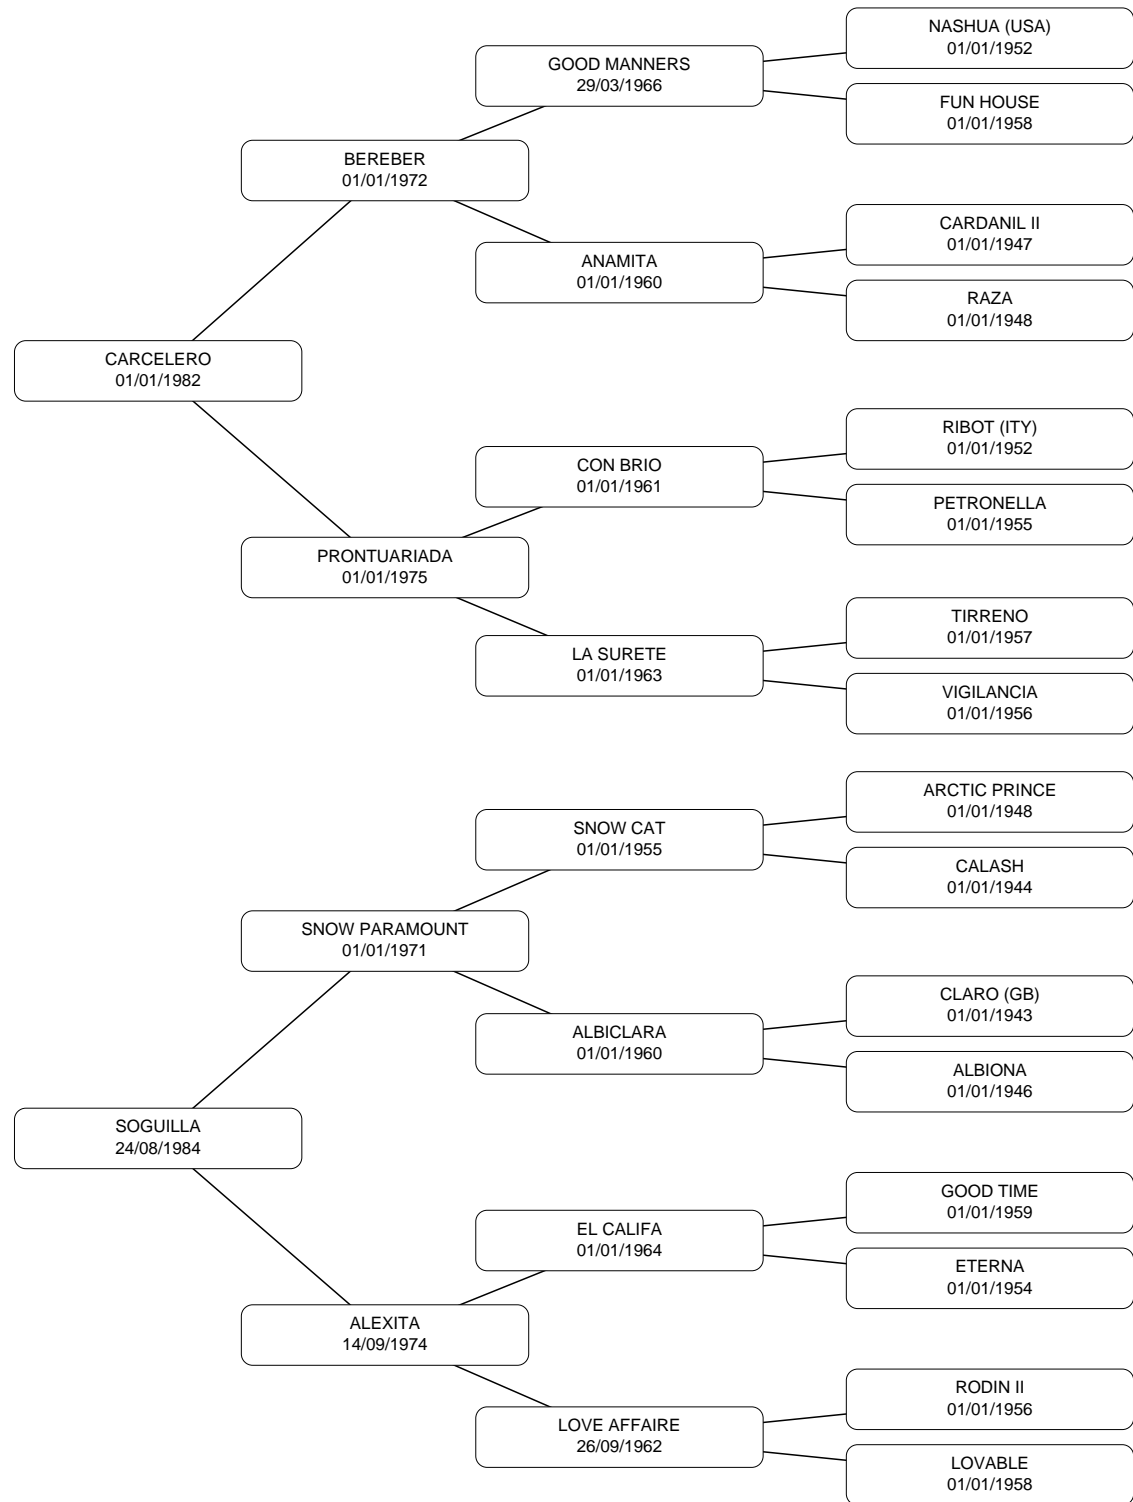 NASHUA (USA)
01/01/1952
GOOD MANNERS
29/03/1966
FUN HOUSE
01/01/1958
BEREBER
01/01/1972
CARDANIL II
01/01/1947
ANAMITA
01/01/1960
RAZA
01/01/1948
CARCELERO
01/01/1982
RIBOT (ITY)
01/01/1952
CON BRIO
01/01/1961
PETRONELLA
01/01/1955
PRONTUARIADA
01/01/1975
TIRRENO
01/01/1957
LA SURETE
01/01/1963
VIGILANCIA
01/01/1956
ARCTIC PRINCE
01/01/1948
SNOW CAT
01/01/1955
CALASH
01/01/1944
SNOW PARAMOUNT
01/01/1971
CLARO (GB)
01/01/1943
ALBICLARA
01/01/1960
ALBIONA
01/01/1946
SOGUILLA
24/08/1984
GOOD TIME
01/01/1959
EL CALIFA
01/01/1964
ETERNA
01/01/1954
ALEXITA
14/09/1974
RODIN II
01/01/1956
LOVE AFFAIRE
26/09/1962
LOVABLE
01/01/1958